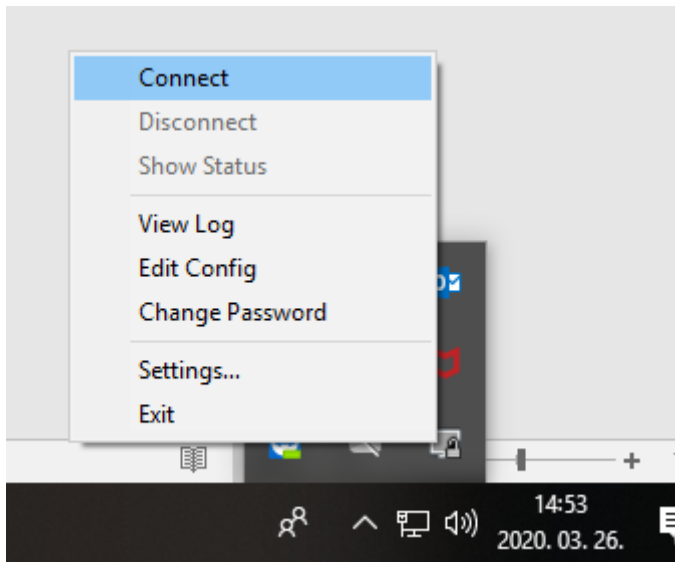 Connect
Disconnect
Show Status
View Log
Edit Config
Change Password
Settings...
Exit
14:53
2020. 03. 26.